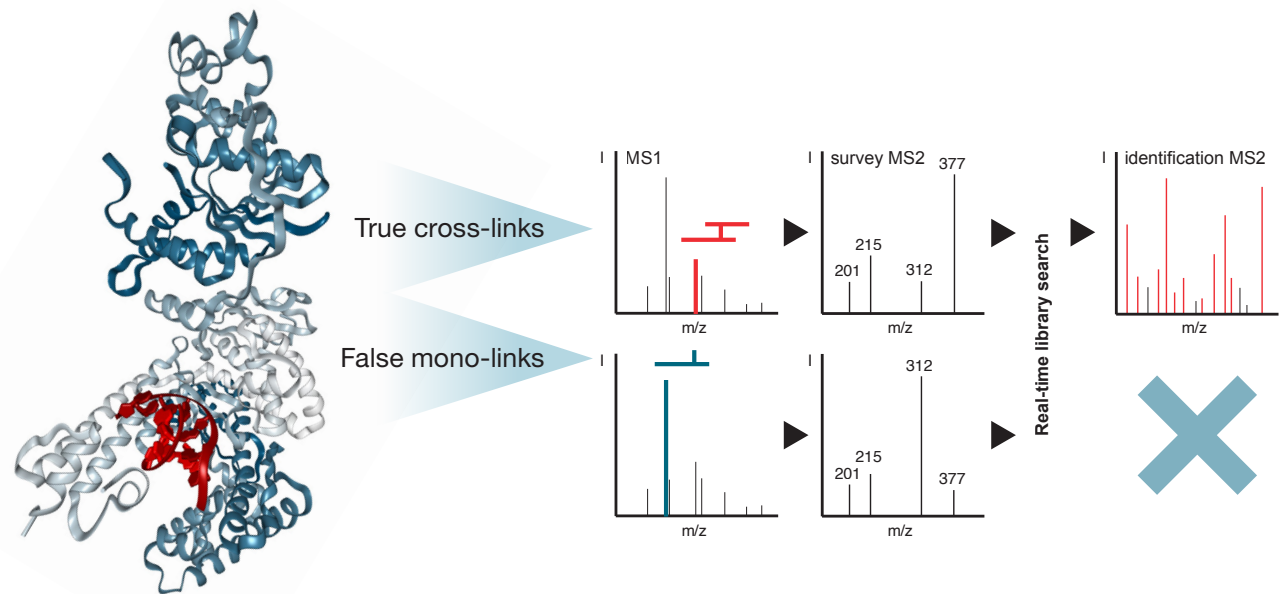 True cross-links
I MS1
m/z
I survey MS2
201
215
312
377
m/z
Real-time library search
I identification MS2
m/z
False mono-links
I
m/z
I
201
215
312
377
m/z